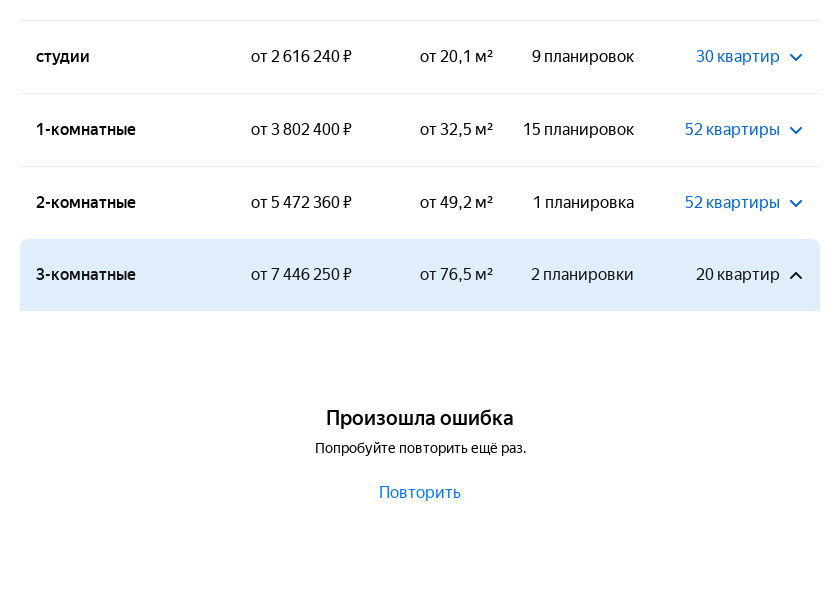 студии от 2 616 240 ₽ от 20,1 м² 9 планировок 30 квартир
1-комнатные от 3 802 400 ₽ от 32,5 м² 15 планировок 52 квартиры
2-комнатные от 5 472 360 ₽ от 49,2 м² 1 планировка 52 квартиры
3-комнатные от 7 446 250 ₽ от 76,5 м² 2 планировки 20 квартир
Произошла ошибка
Попробуйте повторить ещё раз.
Повторить